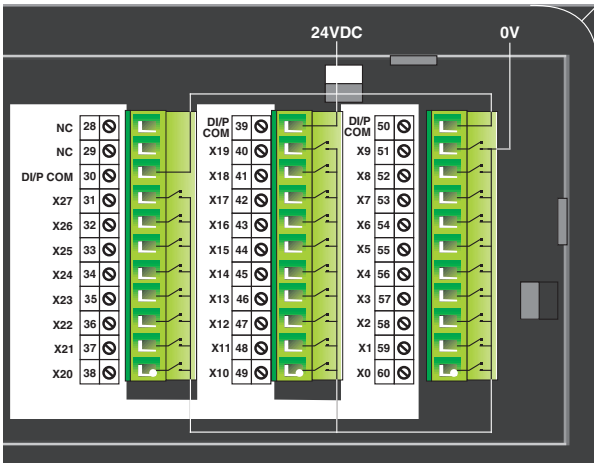 24VDC 0V
NC 28
NC 29
DI/P COM 30
X27 31
X26 32
X25 33
X24 34
X23 35
X22 36
X21 37
X20 38
DI/P
COM 39
X19 40
X18 41
X17 42
X16 43
X15 44
X14 45
X13 46
X12 47
X11 48
X10 49
DI/P
COM 50
X9 51
X8 52
X7 53
X6 54
X5 55
X4 56
X3 57
X2 58
X1 59
X0 60